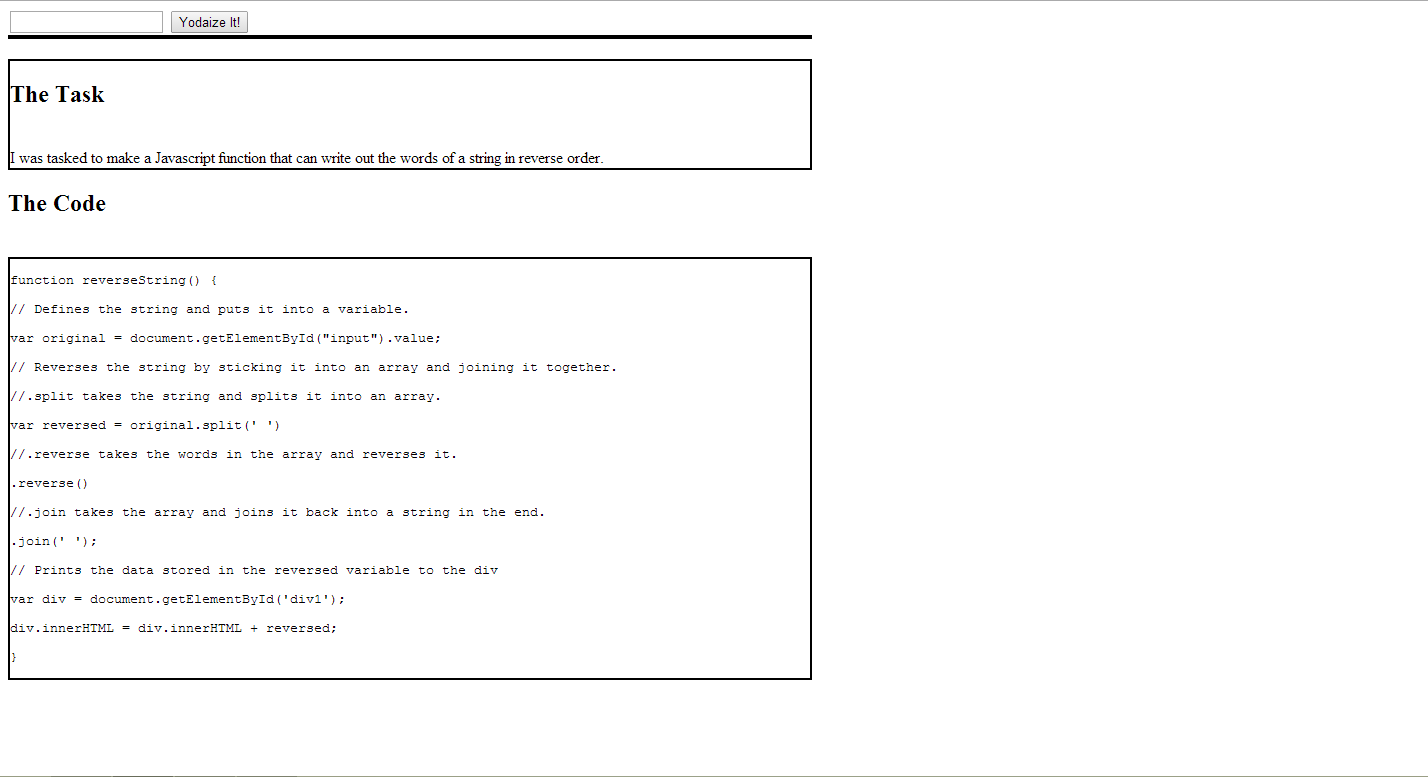 Yodaize It!
The Task
I was tasked to make a Javascript function that can write out the words of a string in reverse order.
The Code
function reverseString() {
// Defines the string and puts it into a variable.
var original = document.getElementById("input").value;
// Reverses the string by sticking it into an array and joining it together.
//.split takes the string and splits it into an array.
var reversed = original.split(' ')
//.reverse takes the words in the array and reverses it.
.reverse()
//.join takes the array and joins it back into a string in the end.
.join(' ');
// Prints the data stored in the reversed variable to the div
var div = document.getElementById('div1');
div.innerHTML = div.innerHTML + reversed;
}